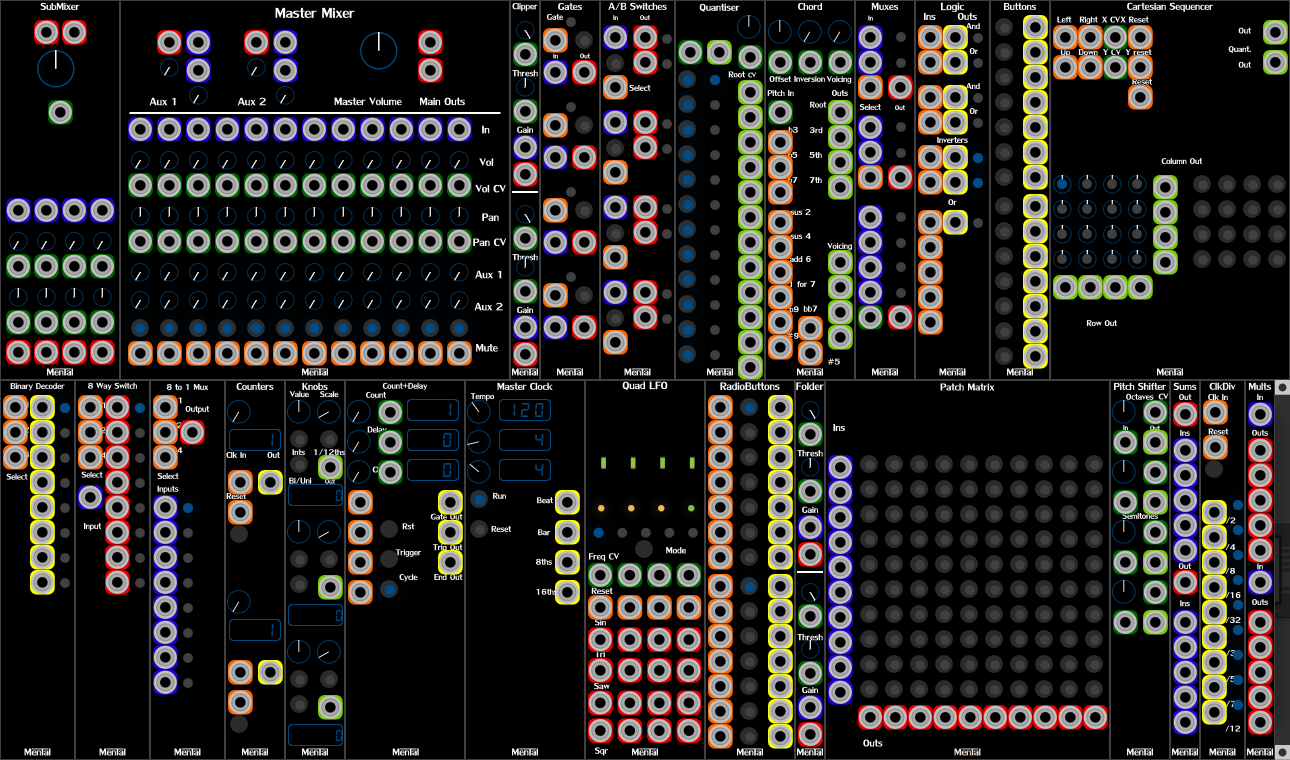 SubMixer
Mental
Master Mixer
Aux 1
Aux 2
Master Volume
Main Outs
In
Vol
Vol CV
Pan
Pan CV
Aux 1
Aux 2
Mute
Mental
Clipper
Thresh
Gain
Thresh
Gain
Mental
Gates
Gate
In
Out
Mental
A/B Switches
In
Out
Select
Mental
Quantiser
Root CV
Mental
Chord
Offset Inversion Voicing
Pitch In
Outs
Root
b3
3rd
b5
5th
b7
7th
sus 2
sus 4
Voicing
add 6
for 7
b9
bb7
#9
#5
Mental
Muxes
In
Select
Out
Mental
Logic
Ins
Outs
And
Or
And
Or
Inverters
Or
Mental
Buttons
Mental
Cartesian Sequencer
Left Right X CV X Reset
Up Down Y CV Y reset
Reset
Out
Quant.
Out
Column Out
Row Out
Mental
Binary Decoder
Select
Mental
8 Way Switch
1
2
4
Select
Input
Mental
8 to 1 Mux
1
Output
2
4
Select
Inputs
Mental
Counters
1
Clk In
Out
Reset
1
Mental
Knobs
Value
Scale
Ints
1/12ths
Bi/Uni
Out
0
0
0
Mental
Count+Delay
Count
1
Delay
0
0
Gate Out
Rst
Trig Out
Trigger
End Out
Cycle
Mental
Master Clock
Tempo
120
4
4
Run
Beat
Reset
Bar
8ths
16ths
Mental
Quad LFO
Mode
Freq CV
Reset
Sin
Tri
Saw
Sqr
Mental
RadioButtons
Mental
Folder
Thresh
Gain
Thresh
Gain
Mental
Patch Matrix
Ins
Outs
Mental
Pitch Shifter
Octaves CV
In
Out
Semitones
Mental
Sums
Out
Ins
Out
Ins
Mental
ClkDiv
Clk In
Reset
/2
/4
/8
/16
/32
/3
/5
/7
/12
Mental
Mults
In
Outs
In
Outs
Mental